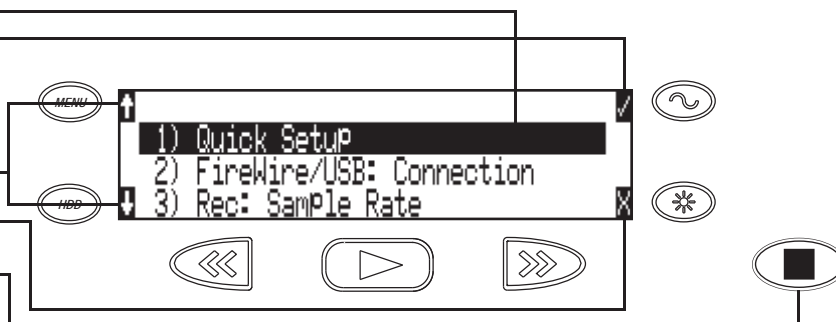 MENU
1) Quick Setup
2) FireWire/USB: Connection
HDD
3) Rec: Sample Rate
X